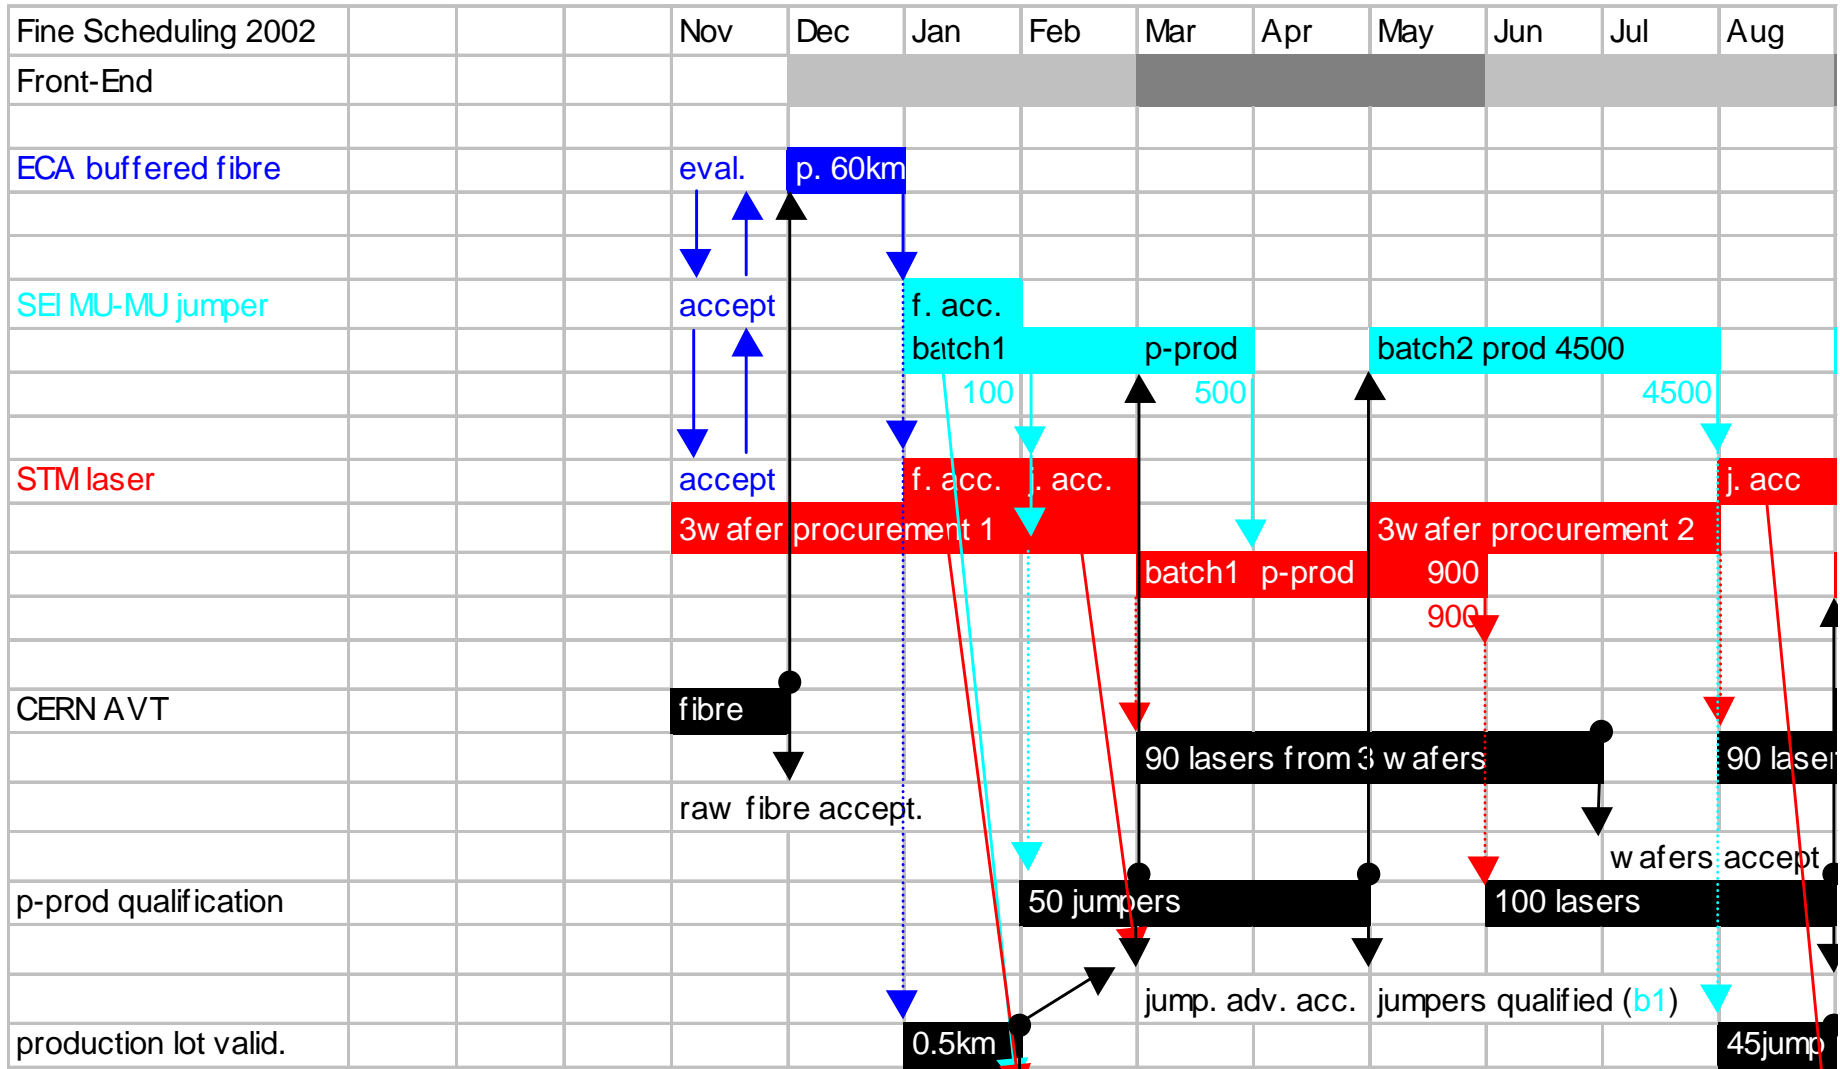 Fine Scheduling 2002 Nov Dec Jan Feb Mar Apr May Jun Jul Aug
Front-End
ECA buffered fibre eval. p. 60km
SEI MU-MU jumper accept f. acc.
batch1 p-prod batch2 prod 4500
100 500 4500
STM laser accept f. acc. j. acc. j. acc
3wafer procurement 1 3wafer procurement 2
batch1 p-prod 900
900
CERN AVT fibre
90 lasers from 3 wafers 90 laser
raw fibre accept.
wafers accept
p-prod qualification 50 jumpers 100 lasers
jump. adv. acc. jumpers qualified (b1)
production lot valid. 0.5km 45jump